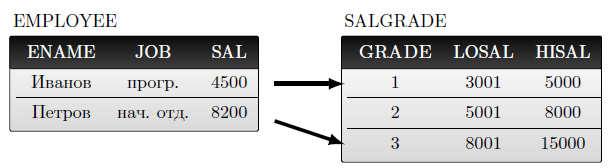 EMPLOYEE
ENAME JOB SAL
Иванов прогр. 4500
Петров нач. отд. 8200
SALGRADE
GRADE LOSAL HISAL
1 3001 5000
2 5001 8000
3 8001 15000